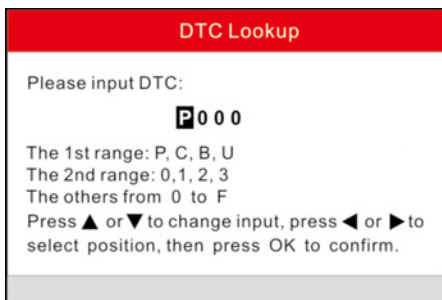 DTC Lookup
Please input DTC:
P000
The 1st range: P, C, B, U
The 2nd range: 0,1, 2, 3
The others from 0 to F
Press ▲ or ▼ to change input, press ◀ or ▶ to
select position, then press OK to confirm.